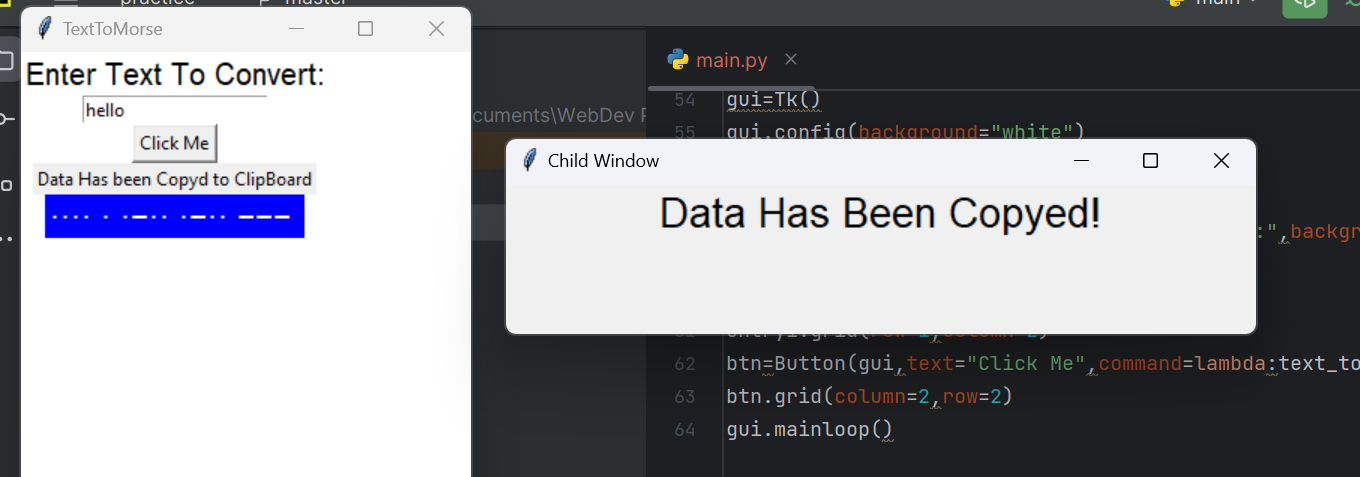 practice
master
main
TextToMorse
Enter Text To Convert:
hello
Click Me
Data Has been Copyd to ClipBoard
···· · ·−·· ·−·· −−−
cuments\WebDev
main.py
54 gui=Tk()
55 gui.config(background="white")
Child Window
Data Has Been Copyed!
:",backgr
62 btn=Button(gui,text="Click Me",command=lambda:text_to
63 btn.grid(column=2,row=2)
64 gui.mainloop()